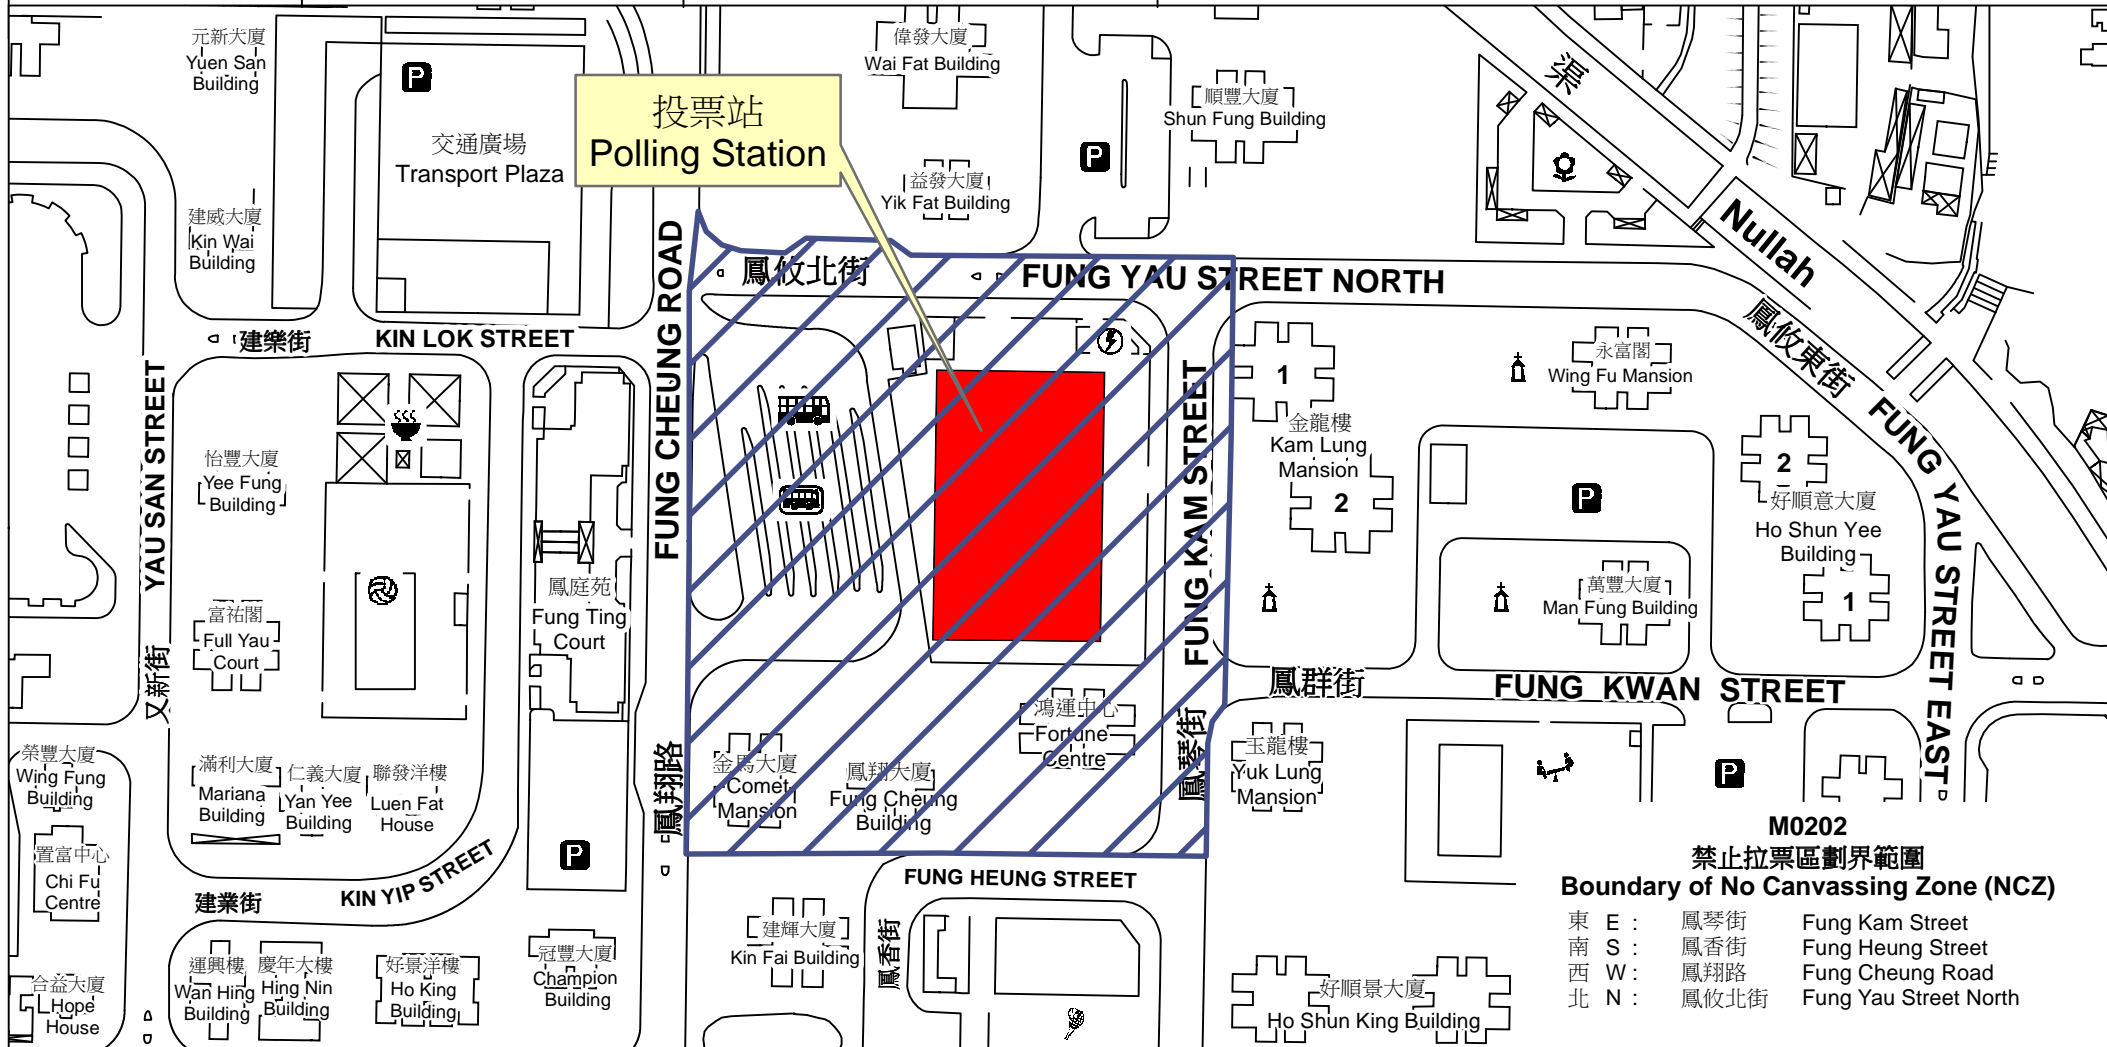 元新大廈
Yuen San
Building
P
偉發大廈
Wai Fat Building
渠
投票站
Polling Station
順豐大廈
Shun Fung Building
交通廣場
Transport Plaza
P
益發大廈
Yik Fat Building
建威大廈
Kin Wai
Building
Nullah
鳳攸北街
FUNG YAU STREET NORTH
FUNG CHEUNG ROAD
鳳攸東街
建樂街
KIN LOK STREET
1
金龍樓
Kam Lung
Mansion
2
永富閣
Wing Fu Mansion
YAU SAN STREET
FUNG KAM STREET
FUNG YAU STREET EAST
怡豐大廈
Yee Fung
Building
P
2
好順意大廈
Ho Shun Yee
Building
1
鳳庭苑
Fung Ting
Court
萬豐大廈
Man Fung Building
富祐閣
Full Yau
Court
又新街
鳳群街
FUNG KWAN STREET
鴻運中心
Fortune
Centre
鳳琴街
鳳翔路
榮豐大廈
Wing Fung
Building
滿利大廈
Mariana
Building
仁義大廈
Yan Yee
Building
聯發洋樓
Luen Fat
House
金馬大廈
Comet
Mansion
鳳翔大廈
Fung Cheung
Building
玉龍樓
Yuk Lung
Mansion
P
置富中心
Chi Fu
Centre
P
建業街
KIN YIP STREET
FUNG HEUNG STREET
鳳香街
建輝大廈
Kin Fai Building
合益大廈
Hope
House
運興樓
Wan Hing
Building
慶年大樓
Hing Nin
Building
好景洋樓
Ho King
Building
冠豐大廈
Champion
Building
好順景大廈
Ho Shun King Building
M0202
禁止拉票區劃界範圍
Boundary of No Canvassing Zone (NCZ)
東 E : 鳳琴街 Fung Kam Street
南 S : 鳳香街 Fung Heung Street
西 W : 鳳翔路 Fung Cheung Road
北 N : 鳳攸北街 Fung Yau Street North